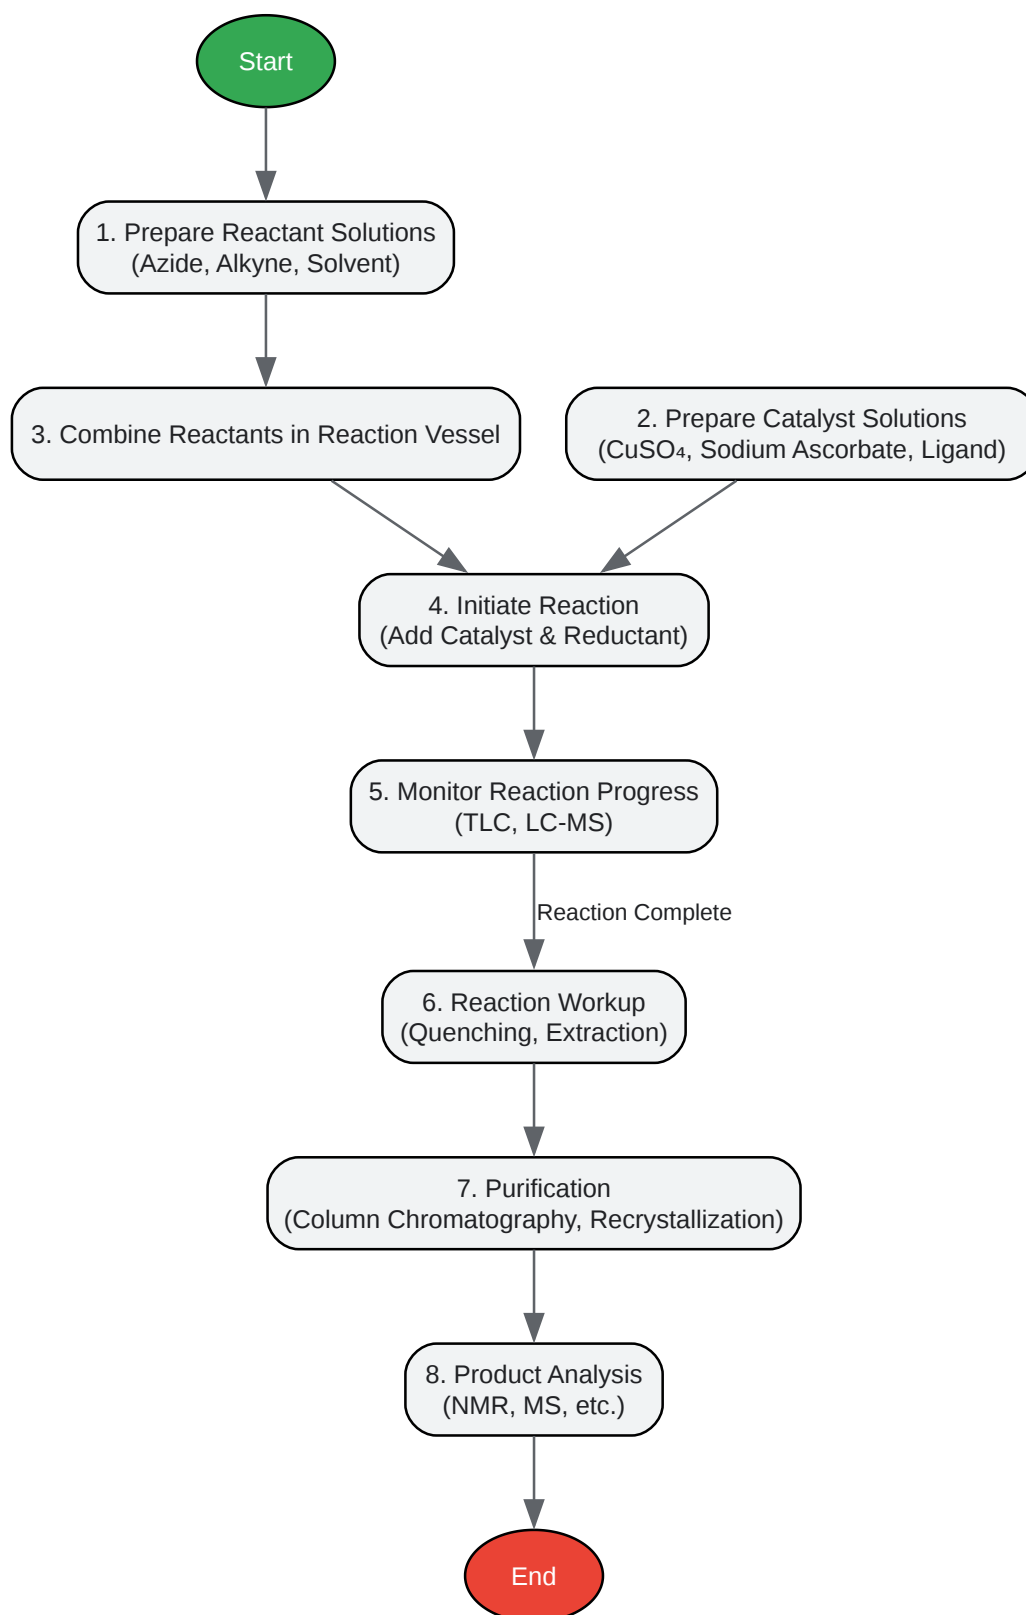 Start
1. Prepare Reactant Solutions
(Azide, Alkyne, Solvent)
3. Combine Reactants in Reaction Vessel
2. Prepare Catalyst Solutions
(CuSO₄, Sodium Ascorbate, Ligand)
4. Initiate Reaction
(Add Catalyst & Reductant)
5. Monitor Reaction Progress
(TLC, LC-MS)
Reaction Complete
6. Reaction Workup
(Quenching, Extraction)
7. Purification
(Column Chromatography, Recrystallization)
8. Product Analysis
(NMR, MS, etc.)
End